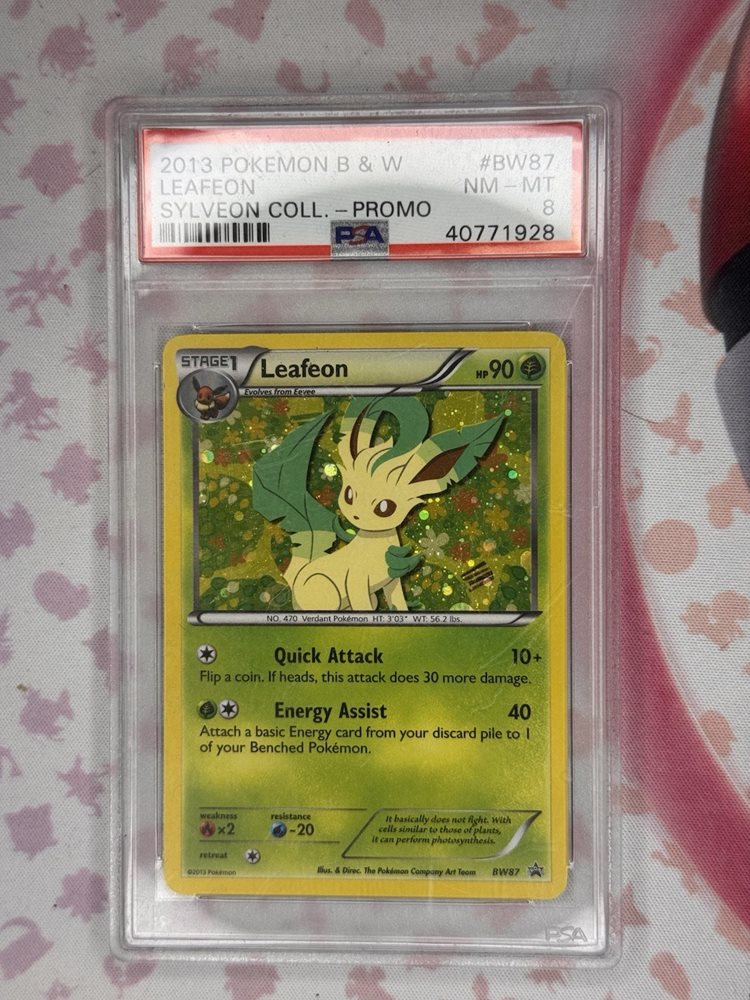 2013 POKEMON B & W #BW87
LEAFEON NM - MT
SYLVEON COLL. - PROMO 8
PSA 40771928
STAGE1 Leafeon HP90
Evolves from Eevee
NO. 470 Verdant Pokémon HT: 3'03" WT: 56.2 lbs.
Quick Attack 10+
Flip a coin. If heads, this attack does 30 more damage.
Energy Assist 40
Attach a basic Energy card from your discard pile to 1
of your Benched Pokémon.
weakness resistance
×2 -20
retreat
It basically does not fight. With
cells similar to those of plants,
it can perform photosynthesis.
©2013 Pokémon Illus. & Direc. The Pokémon Company Art Team BW87
PSA